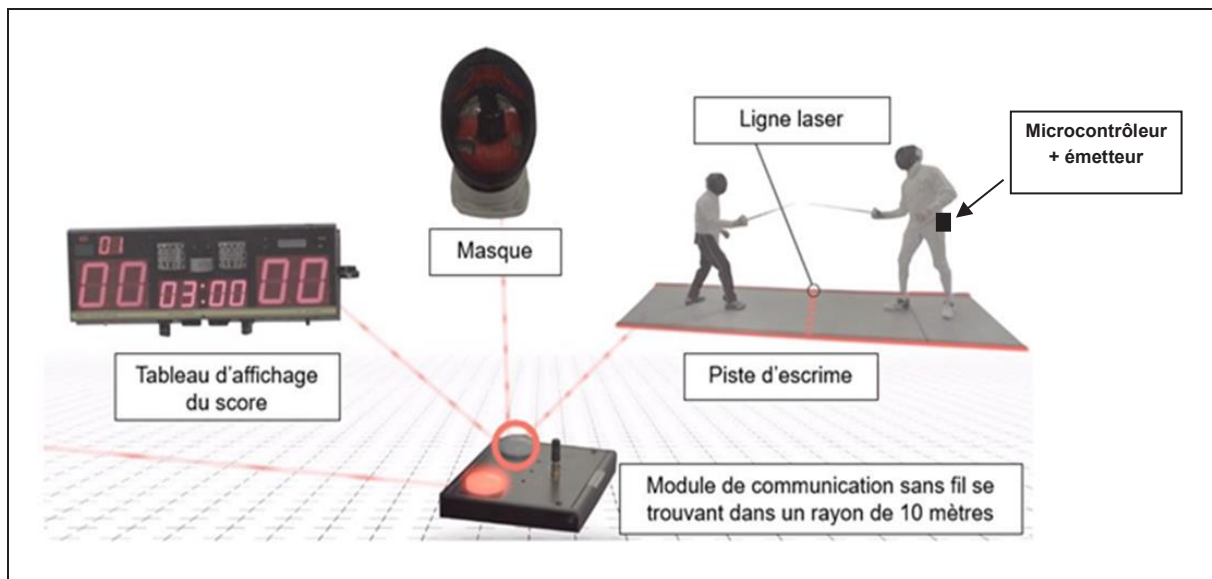 Ligne laser
Microcontrôleur
+ émetteur
Masque
01
00
03:00
00
Tableau d'affichage
du score
Piste d'escrime
Module de communication sans fil se
trouvant dans un rayon de 10 mètres